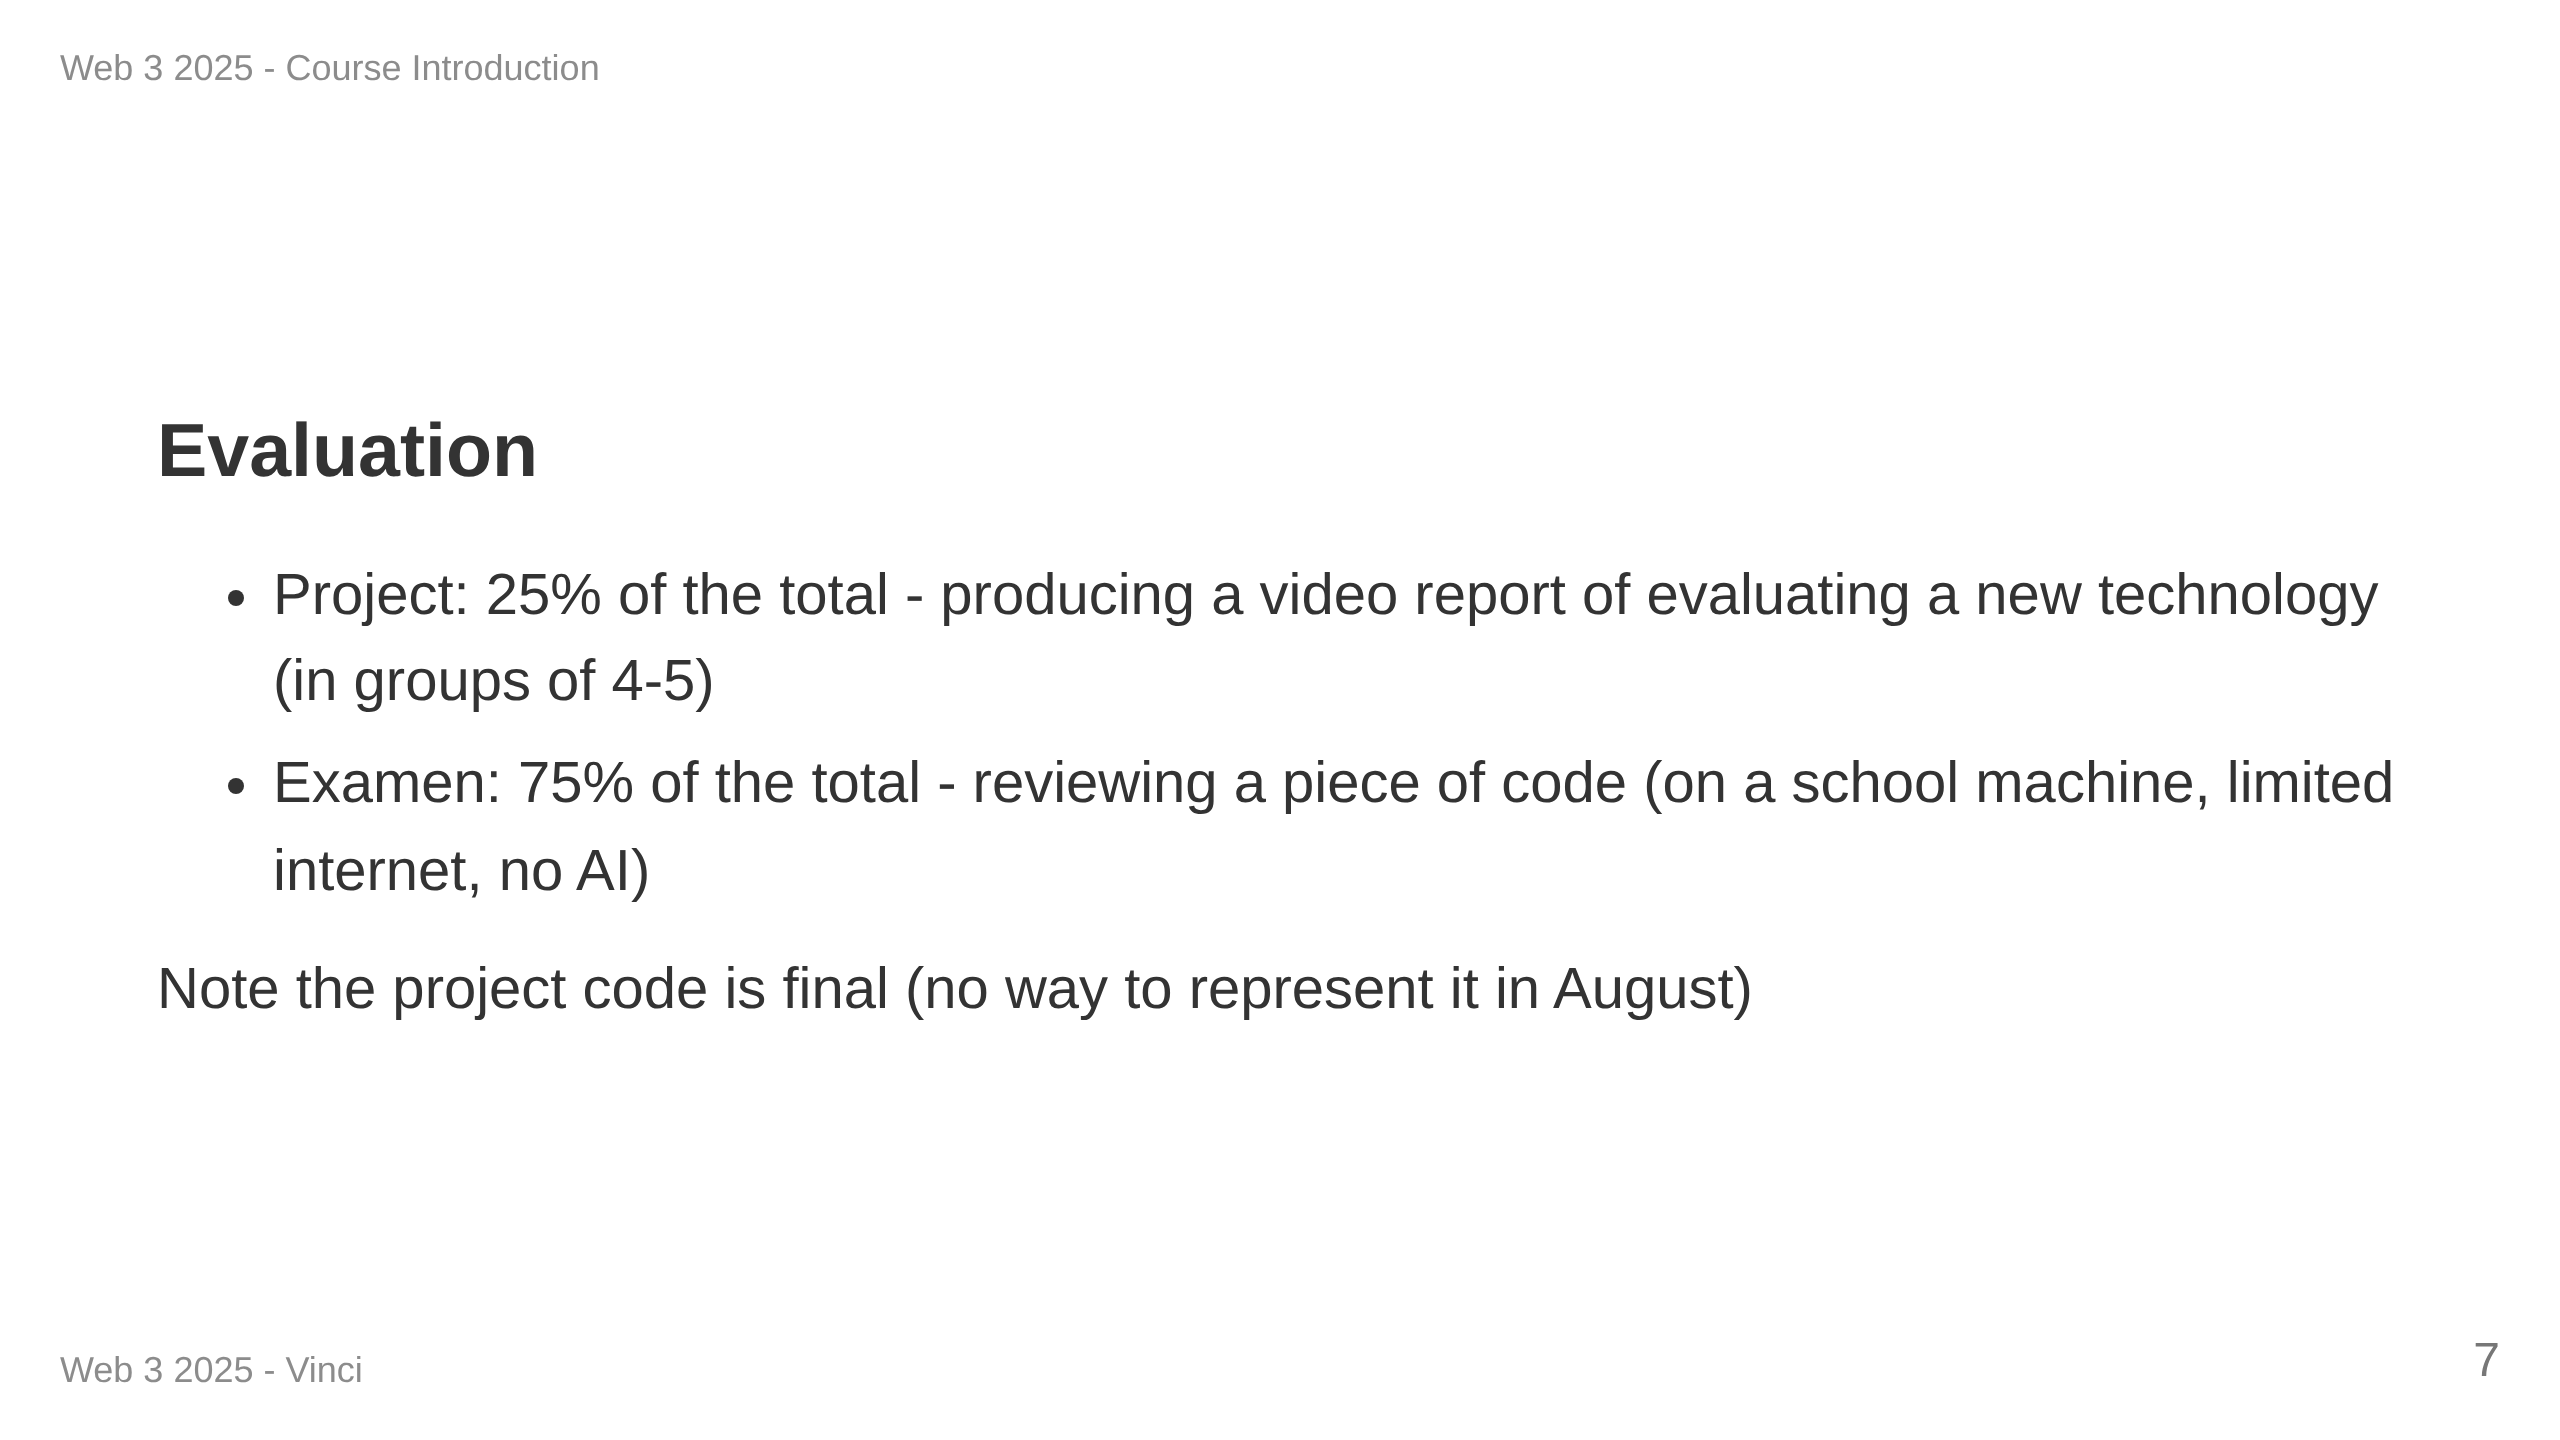 Web 3 2025 - Course Introduction
Evaluation
• Project: 25% of the total - producing a video report of evaluating a new technology
(in groups of 4-5)
• Examen: 75% of the total - reviewing a piece of code (on a school machine, limited
internet, no AI)
Note the project code is final (no way to represent it in August)
Web 3 2025 - Vinci
7